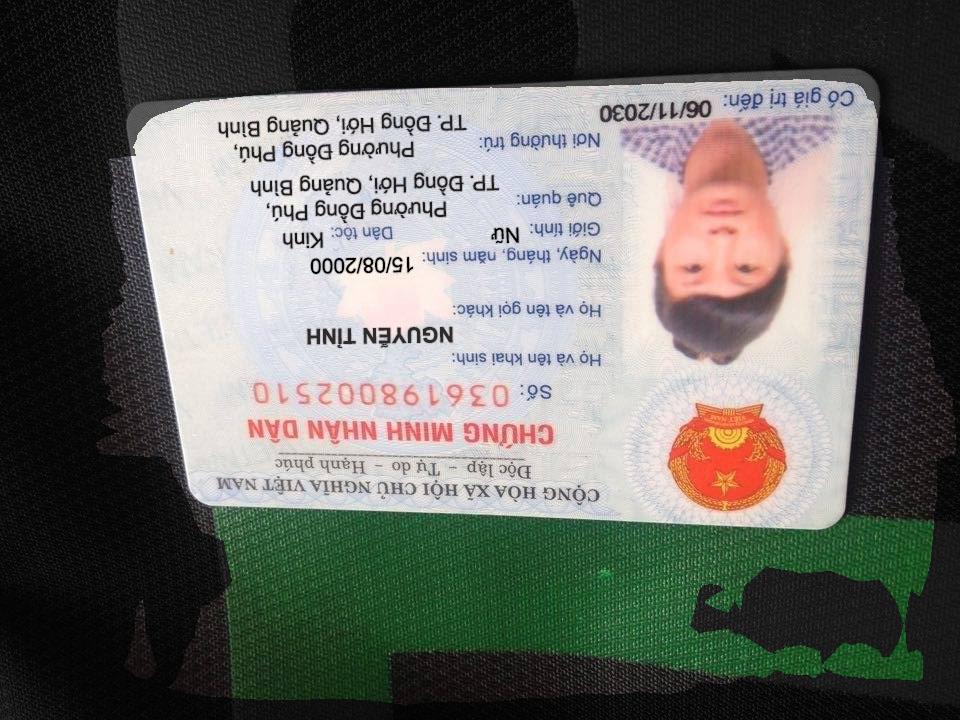 CỘNG HÒA XÃ HỘI CHỦ NGHĨA VIỆT NAM
Độc lập - Tự do - Hạnh phúc
CHỨNG MINH NHÂN DÂN
Số: 036198002510
Họ và tên khai sinh:
NGUYỄN TỈNH
Họ và tên gọi khác:
Ngày, tháng, năm sinh: 15/08/2000
Giới tính: Nữ Dân tộc: Kinh
Quê quán: Phường Đồng Phú,
TP. Đồng Hới, Quảng Bình
Nơi thường trú: Phường Đồng Phú,
TP. Đồng Hới, Quảng Bình
Có giá trị đến: 06/11/2030
VIỆT NAM